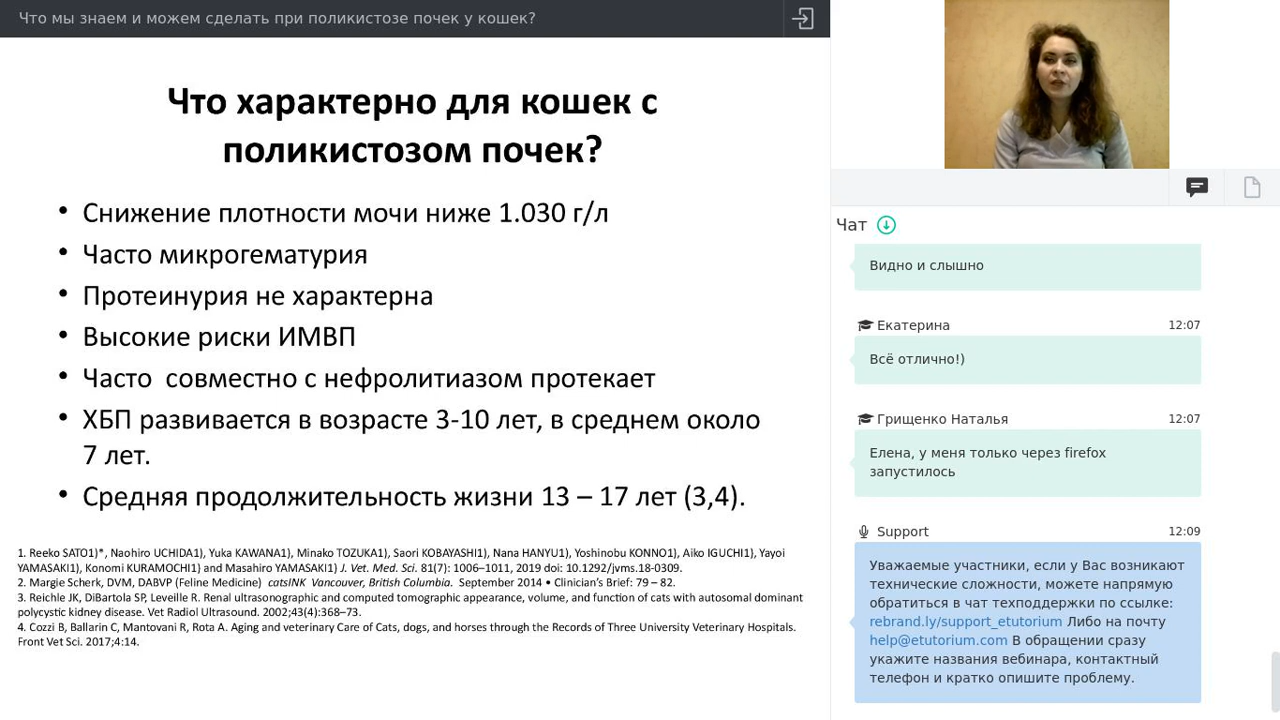 Что мы знаем и можем сделать при поликистозе почек у кошек?
Что характерно для кошек с
поликистозом почек?
• Снижение плотности мочи ниже 1.030 г/л
• Часто микрогематурия
• Протеинурия не характерна
• Высокие риски ИМВП
• Часто  совместно с нефролитиазом протекает
• ХБП развивается в возрасте 3-10 лет, в среднем около
7 лет.
• Средняя продолжительность жизни 13 – 17 лет (3,4).
1. Reeko SATO1)*, Naohiro UCHIDA1), Yuka KAWANA1), Minako TOZUKA1), Saori KOBAYASHI1), Nana HANYU1), Yoshinobu KONNO1), Aiko IGUCHI1), Yayoi
YAMASAKI1), Konomi KURAMOCHI1) and Masahiro YAMASAKI1) J. Vet. Med. Sci. 81(7): 1006–1011, 2019 doi: 10.1292/jvms.18-0309.
2. Margie Scherk, DVM, DABVP (Feline Medicine)  catsINK  Vancouver, British Columbia.  September 2014 • Clinician's Brief: 79 – 82.
3. Reichle JK, DiBartola SP, Leveille R. Renal ultrasonographic and computed tomographic appearance, volume, and function of cats with autosomal dominant
polycystic kidney disease. Vet Radiol Ultrasound. 2002;43(4):368–73.
4. Cozzi B, Ballarin C, Mantovani R, Rota A. Aging and veterinary Care of Cats, dogs, and horses through the Records of Three University Veterinary Hospitals.
Front Vet Sci. 2017;4:14.
Чат
Видно и слышно
Екатерина 12:07
Всё отлично!)
Грищенко Наталья 12:07
Елена, у меня только через firefox
запустилось
Support 12:09
Уважаемые участники, если у Вас возникают
технические сложности, можете напрямую
обратиться в чат техподдержки по ссылке:
rebrand.ly/support_etutorium Либо на почту
help@etutorium.com В обращении сразу
укажите названия вебинара, контактный
телефон и кратко опишите проблему.